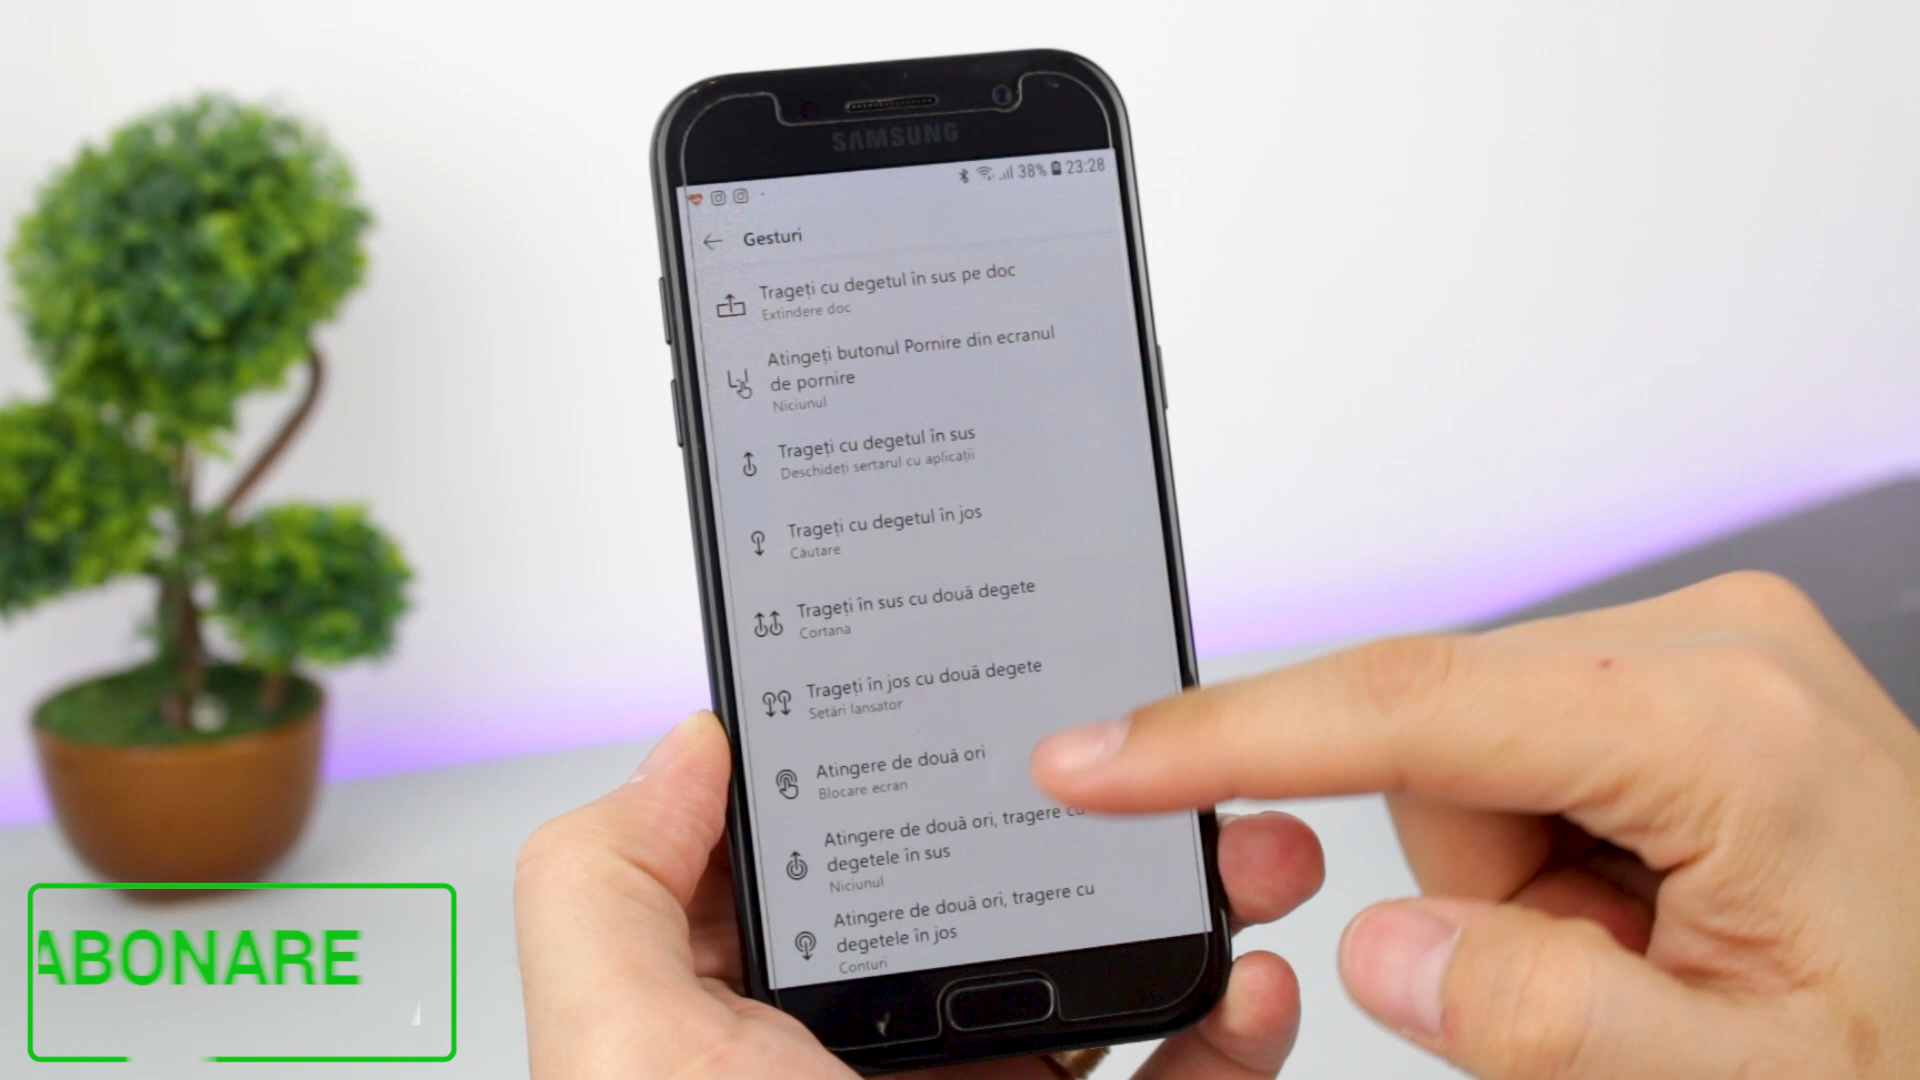 SAMSUNG
38% 23:28
Gesturi
Trageți cu degetul în sus pe doc
Extindere doc
Atingeți butonul Pornire din ecranul
de pornire
Niciunul
Trageți cu degetul în sus
Deschideți sertarul cu aplicații
Trageți cu degetul în jos
Căutare
Trageți în sus cu două degete
Cortana
Trageți în jos cu două degete
Setări lansator
Atingere de două ori
Blocare ecran
Atingere de două ori, tragere cu
degetele în sus
Niciunul
Atingere de două ori, tragere cu
degetele în jos
Conturi
ABONARE